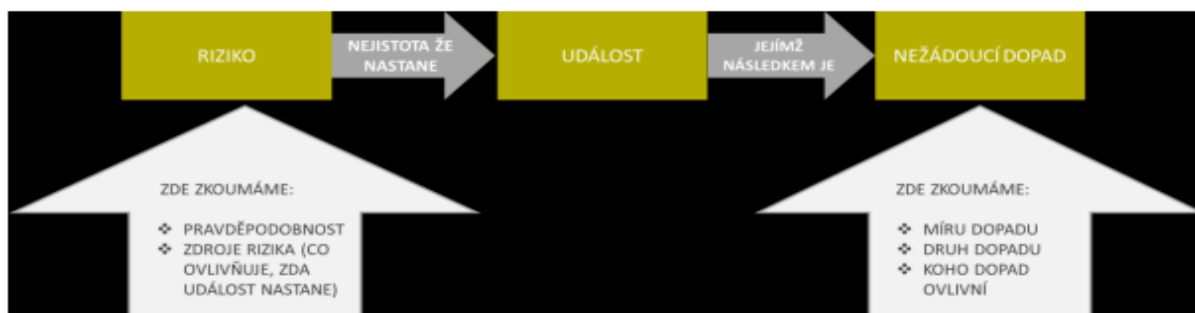 RIZIKO
NEJISTOTA ŽE
NASTANE
UDÁLOST
JEJÍMŽ
NÁSLEDKEM JE
NEŽÁDOUCÍ DOPAD
ZDE ZKOUMÁME:
❖ PRAVDĚPODOBNOST
❖ ZDROJE RIZIKA (CO
OVLIVŇUJE, ZDA
UDÁLOST NASTANE)
ZDE ZKOUMÁME:
❖ MÍRU DOPADU
❖ DRUH DOPADU
❖ KOHO DOPAD
OVLIVNÍ